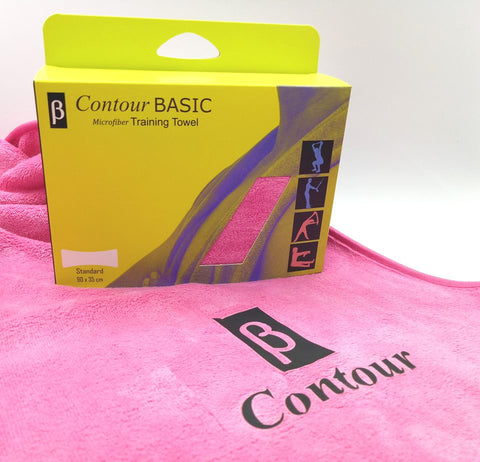 β
Contour BASIC
Microfiber Training Towel
Standard
90 x 35 cm
β
Contour